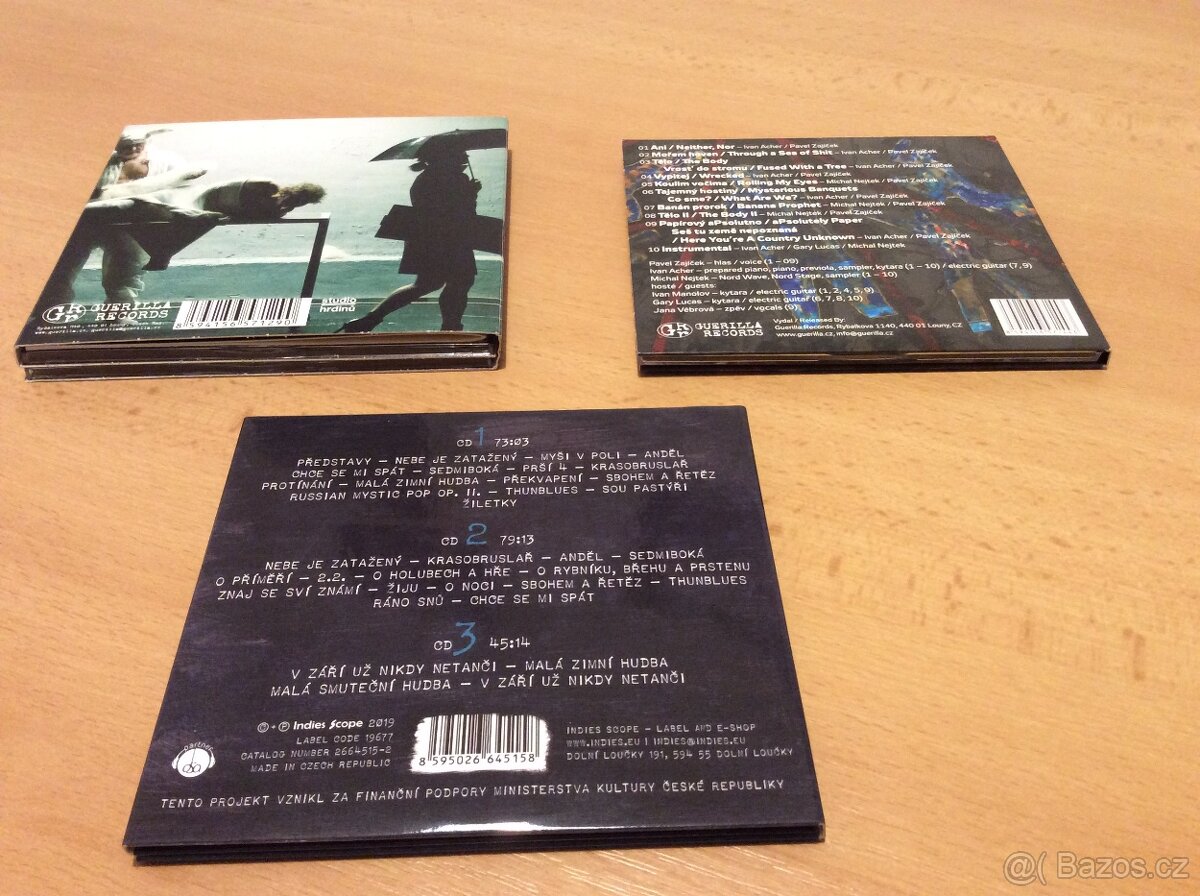 GUERILLA
RECORDS
8 594156 571290
studio
hrdinů
01 Ani / Neither, Nor – Ivan Acher / Pavel Zajíček
02 Mořem hoven / Through a Sea of Shit – Ivan Acher / Pavel Zajíček
03 Tělo / The Body
Vrost' do stromu / Fused With a Tree – Ivan Acher / Pavel Zajíček
04 Vypitej / Wrecked – Ivan Acher / Pavel Zajíček
05 Koulím vočima / Rolling My Eyes – Michal Nejtek / Pavel Zajíček
06 Tajemný hostiny / Mysterious Banquets
Co sme? / What Are We? – Ivan Acher / Pavel Zajíček
07 Banán prorok / Banana Prophet – Michal Nejtek / Pavel Zajíček
08 Tělo II / The Body II – Michal Nejtek / Pavel Zajíček
09 Papírový aPsolutno / aPsolutely Paper
Seš tu země nepoznaná
/ Here You're A Country Unknown – Ivan Acher / Pavel Zajíček
10 Instrumental – Ivan Acher / Gary Lucas / Michal Nejtek
Pavel Zajíček – hlas / voice (1 – 09)
Ivan Acher – prepared piano, piano, previola, sampler, kytara (1 – 10) / electric guitar (7, 9)
Michal Nejtek – Nord Wave, Nord Stage, sampler (1 – 10)
hosté / guests:
Ivan Manolov – kytara / electric guitar (1, 2, 4, 5, 9)
Gary Lucas – kytara / electric guitar (6, 7, 8, 10)
Jana Vébrová – zpěv / vocals (9)
GUERILLA
RECORDS
Vydal / Released By:
Guerilla Records, Rybalkova 1140, 440 01 Louny, CZ
www.guerilla.cz, info@guerilla.cz
CD 1 73:03
PŘEDSTAVY – NEBE JE ZATAŽENÝ – MYŠI V POLI – ANDĚL
CHCE SE MI SPÁT – SEDMIBOKÁ – PRŠÍ 4 – KRASOBRUSLAŘ
PROTÍNÁNÍ – MALÁ ZIMNÍ HUDBA – PŘEKVAPENÍ – SBOHEM A ŘETĚZ
RUSSIAN MYSTIC POP OP. II. – THUNBLUES – SOU PASTÝŘI
ŽILETKY
CD 2 79:13
NEBE JE ZATAŽENÝ – KRASOBRUSLAŘ – ANDĚL – SEDMIBOKÁ
O PŘÍMĚŘÍ – 2.2. – O HOLUBECH A HŘE – O RYBNÍKU, BŘEHU A PRSTENU
ZNAJ SE SVÍ ZNÁMÍ – ŽIJU – O NOCI – SBOHEM A ŘETĚZ – THUNBLUES
RÁNO SNŮ – CHCE SE MI SPÁT
CD 3 45:14
V ZÁŘÍ UŽ NIKDY NETANČI – MALÁ ZIMNÍ HUDBA
MALÁ SMUTEČNÍ HUDBA – V ZÁŘÍ UŽ NIKDY NETANČI
© + ℗ Indies Scope 2019
LABEL CODE 19677
CATALOG NUMBER 2664515-2
MADE IN CZECH REPUBLIC
partner
8 595026 645158
INDIES SCOPE – LABEL AND E-SHOP
WWW.INDIES.EU | INDIES@INDIES.EU
DOLNÍ LOUČKY 191, 594 55 DOLNÍ LOUČKY
TENTO PROJEKT VZNIKL ZA FINANČNÍ PODPORY MINISTERSTVA KULTURY ČESKÉ REPUBLIKY
@( Bazos.cz